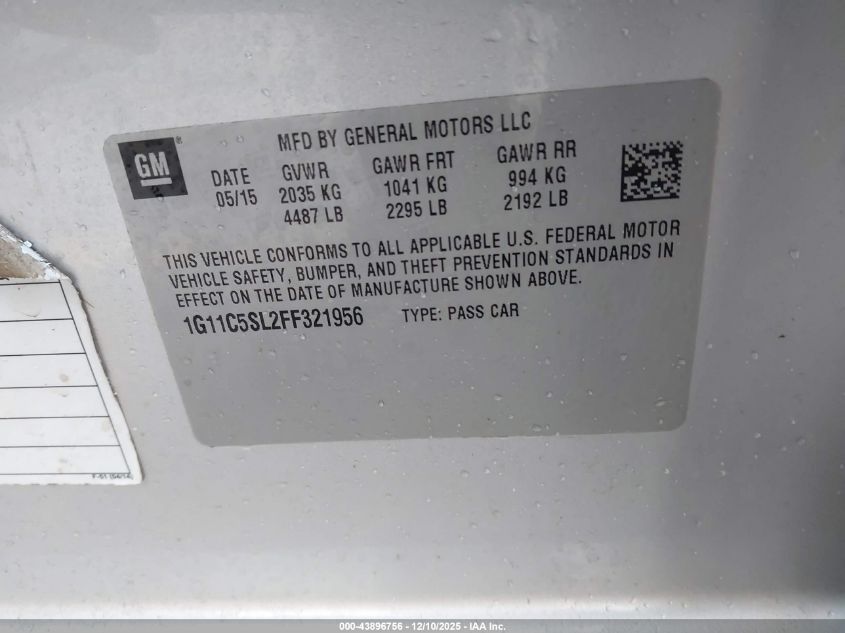 GM
®
MFD BY GENERAL MOTORS LLC
DATE GVWR GAWR FRT GAWR RR
05/15 2035 KG 1041 KG 994 KG
4487 LB 2295 LB 2192 LB
THIS VEHICLE CONFORMS TO ALL APPLICABLE U.S. FEDERAL MOTOR
VEHICLE SAFETY, BUMPER, AND THEFT PREVENTION STANDARDS IN
EFFECT ON THE DATE OF MANUFACTURE SHOWN ABOVE.
1G11C5SL2FF321956 TYPE: PASS CAR
F-51 (04/14)
000-43896756 - 12/10/2025 - IAA Inc.